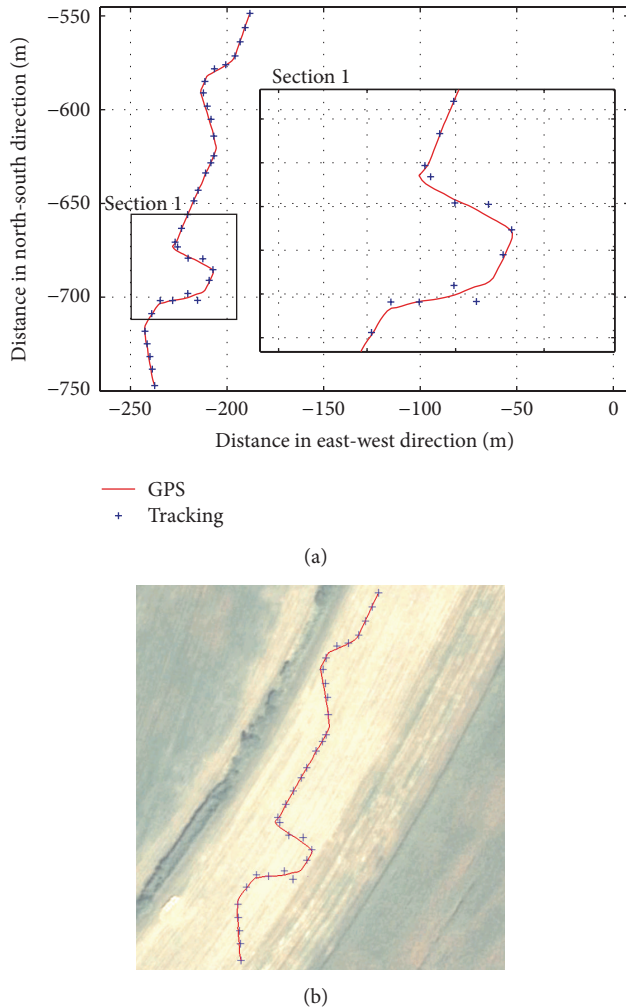 −550
−600
−650
−700
−750
Distance in north-south direction (m)
Section 1
Section 1
−250
−200
−150
−100
−50
0
Distance in east-west direction (m)
GPS
Tracking
(a)
(b)